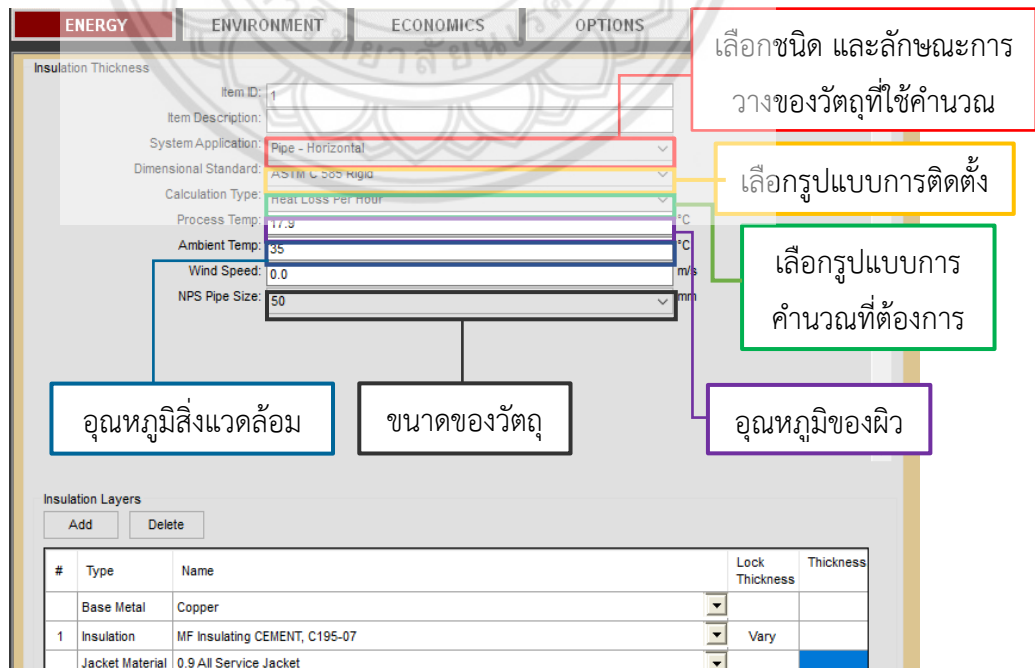 ENERGY
ENVIRONMENT
ECONOMICS
OPTIONS
เลือกชนิด และลักษณะการ
วางของวัตถุที่ใช้คำนวณ
Insulation Thickness
Item ID: 1
Item Description:
System Application: Pipe - Horizontal
Dimensional Standard: ASTM C 585 Rigid
เลือกรูปแบบการติดตั้ง
Calculation Type: Heat Loss Per Hour
Process Temp: 17.9 °C
Ambient Temp: 35 °C
Wind Speed: 0.0 m/s
NPS Pipe Size: 50 mm
เลือกรูปแบบการ
คำนวณที่ต้องการ
อุณหภูมิสิ่งแวดล้อม
ขนาดของวัตถุ
อุณหภูมิของผิว
Insulation Layers
Add Delete
# Type Name Lock Thickness Thickness
Base Metal Copper
1 Insulation MF Insulating CEMENT, C195-07 Vary
Jacket Material 0.9 All Service Jacket